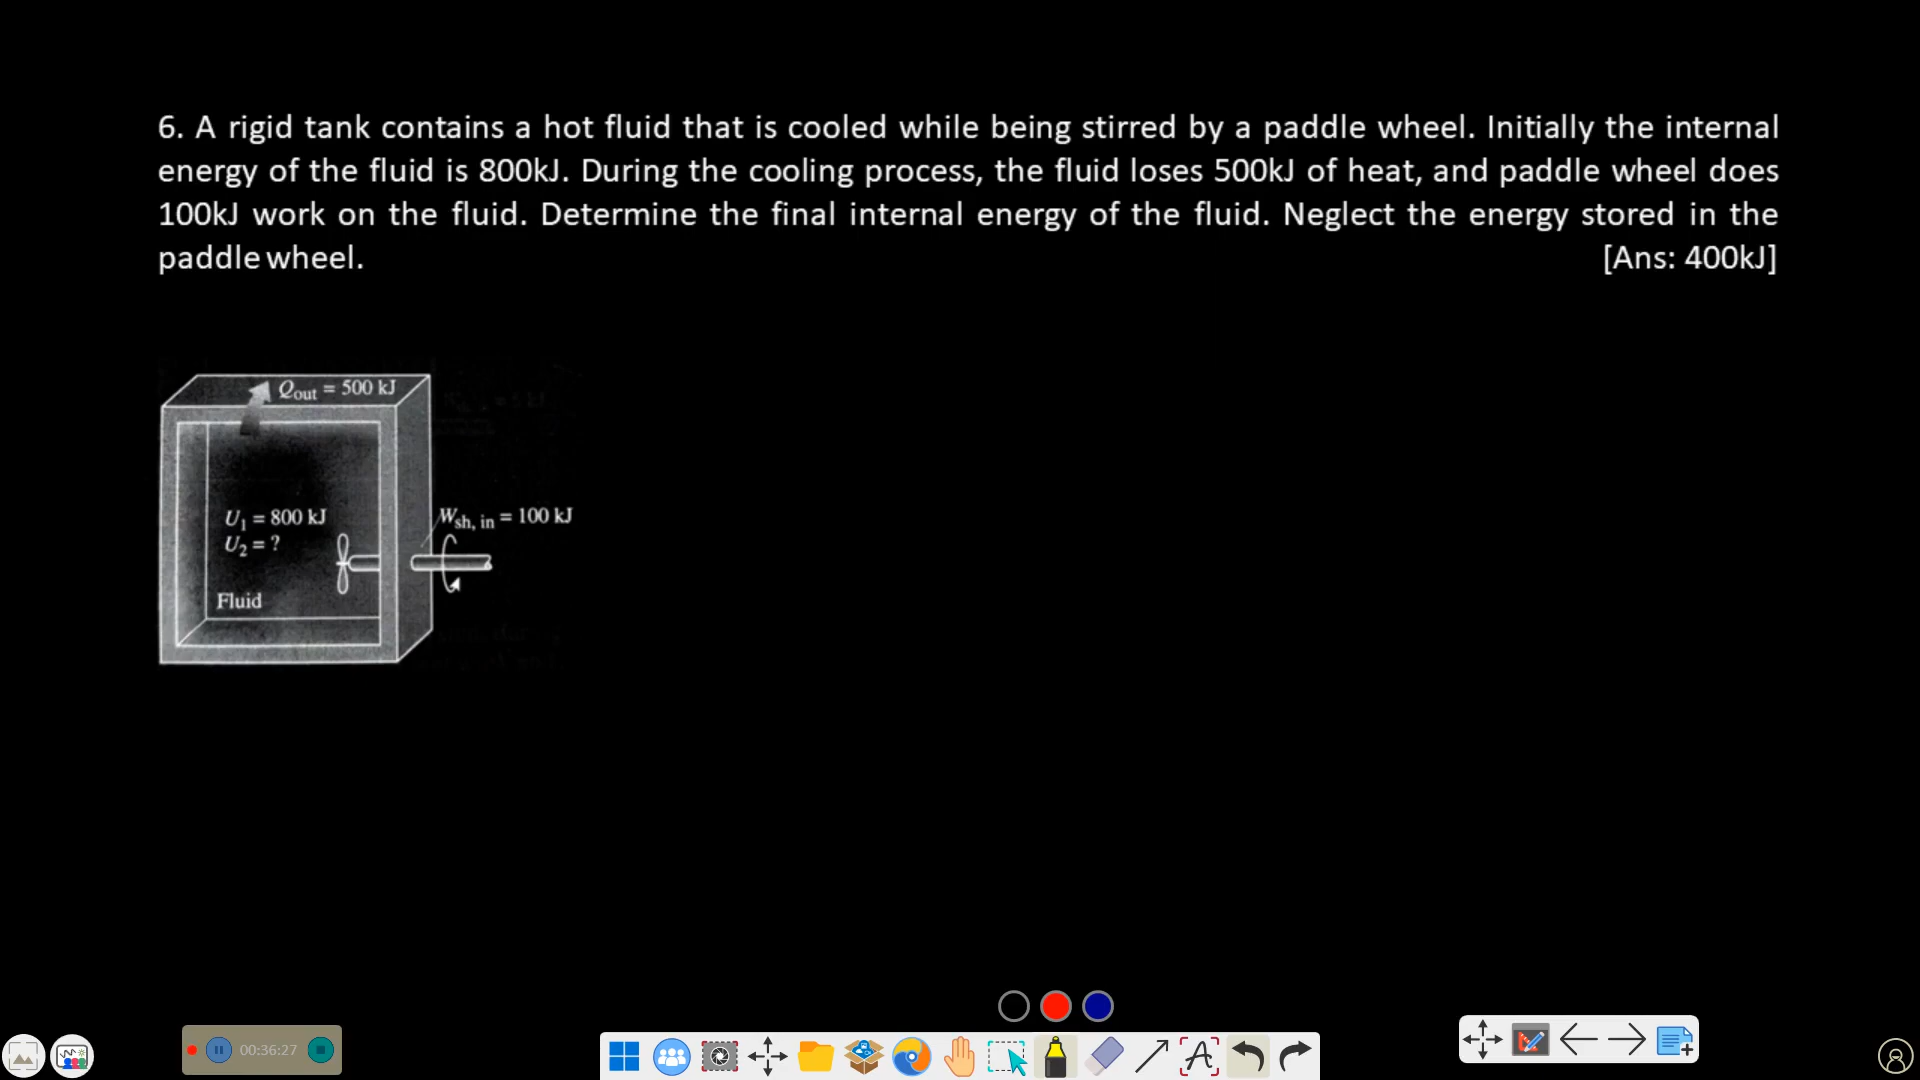 6. A rigid tank contains a hot fluid that is cooled while being stirred by a paddle wheel. Initially the internal
energy of the fluid is 800kJ. During the cooling process, the fluid loses 500kJ of heat, and paddle wheel does
100kJ work on the fluid. Determine the final internal energy of the fluid. Neglect the energy stored in the
paddle wheel. [Ans: 400kJ]
Qout = 500 kJ
U1 = 800 kJ
U2 = ?
Wsh, in = 100 kJ
Fluid
00:36:27